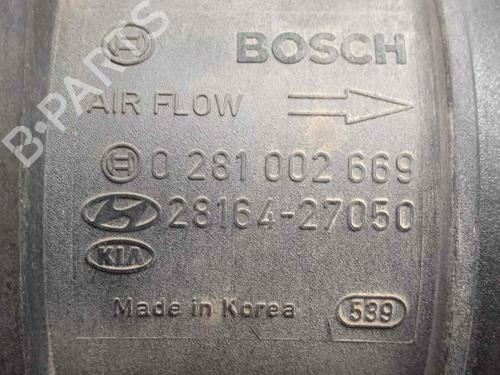 BOSCH
AIR FLOW
0 281 002 669
28164-27050
KIA
Made in Korea 539
B-PARTS